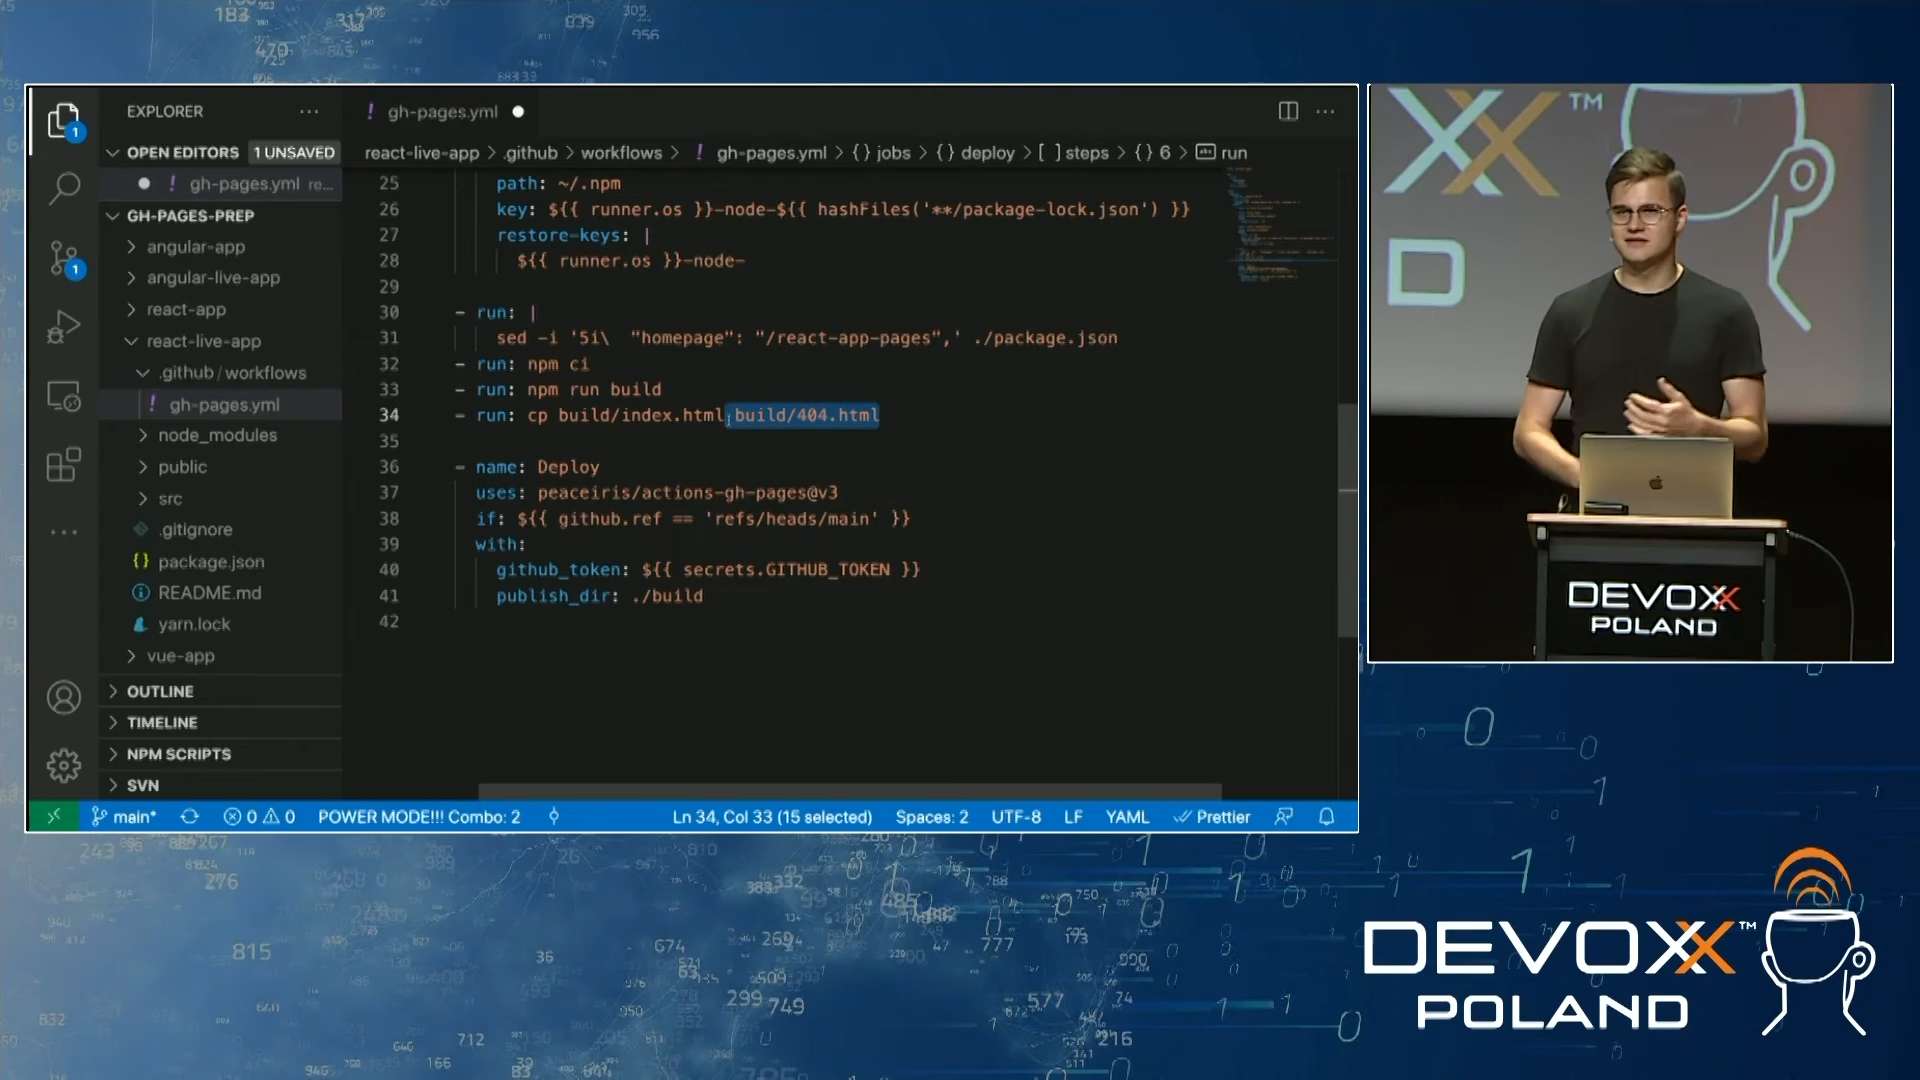 EXPLORER
OPEN EDITORS 1 UNSAVED
gh-pages.yml re...
GH-PAGES-PREP
angular-app
angular-live-app
react-app
react-live-app
.github / workflows
gh-pages.yml
node_modules
public
src
.gitignore
package.json
README.md
yarn.lock
vue-app
OUTLINE
TIMELINE
NPM SCRIPTS
SVN
gh-pages.yml
react-live-app > .github > workflows > ! gh-pages.yml > {} jobs > {} deploy > [ ] steps > {} 6 > abc run
25 path: ~/.npm
26 key: ${{ runner.os }}-node-${{ hashFiles('**/package-lock.json') }}
27 restore-keys: |
28 ${{ runner.os }}-node-
29
30 - run: |
31 sed -i '5i\  "homepage": "/react-app-pages",' ./package.json
32 - run: npm ci
33 - run: npm run build
34 - run: cp build/index.html build/404.html
35
36 - name: Deploy
37 uses: peaceiris/actions-gh-pages@v3
38 if: ${{ github.ref == 'refs/heads/main' }}
39 with:
40 github_token: ${{ secrets.GITHUB_TOKEN }}
41 publish_dir: ./build
42
main* 0 0 POWER MODE!!! Combo: 2 Ln 34, Col 33 (15 selected) Spaces: 2 UTF-8 LF YAML Prettier
XX™
D
DEVOXX
POLAND
DEVOXX™
POLAND